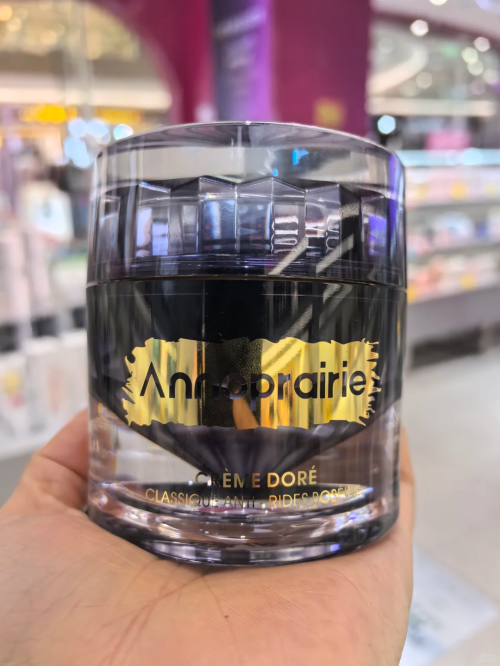 Annoprairie
CRÈME DORÉ
CLASSIQUE ANTI - RIDES